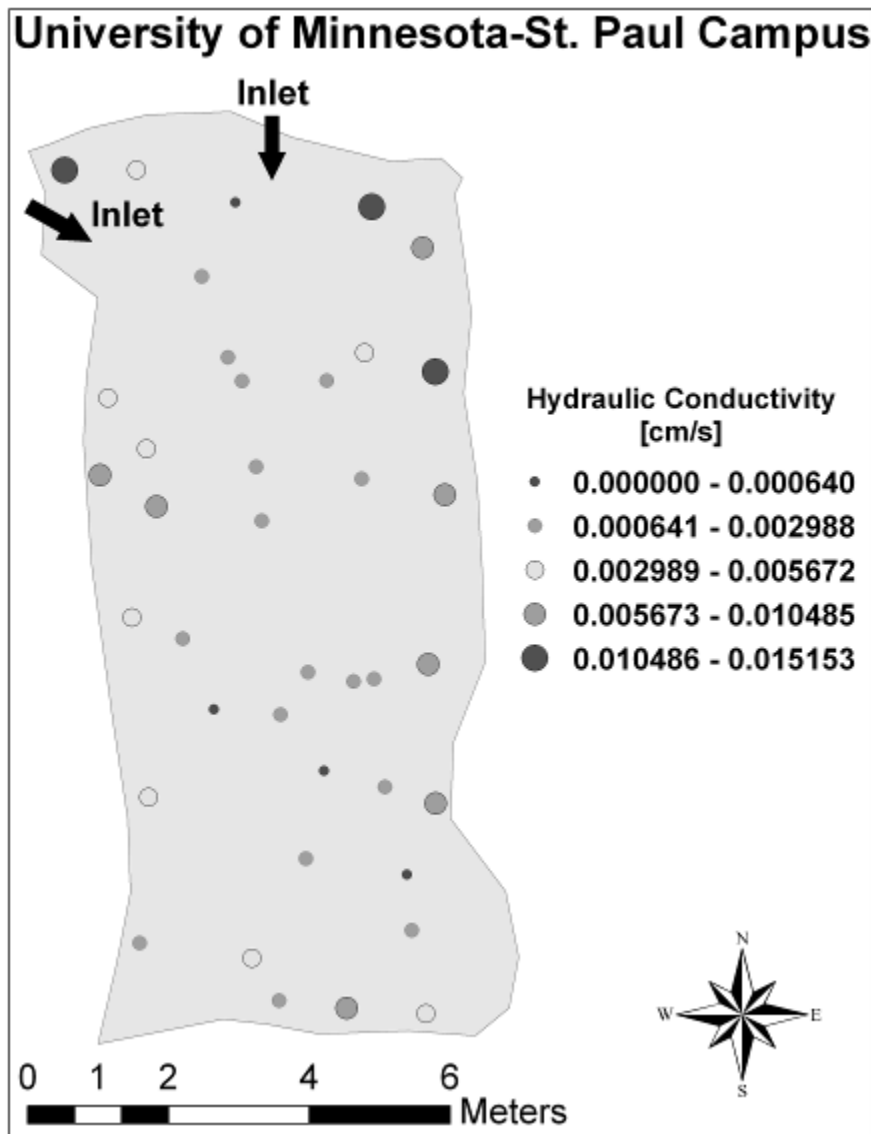 University of Minnesota-St. Paul Campus
Inlet
Inlet
Hydraulic Conductivity
[cm/s]
0.000000 - 0.000640
0.000641 - 0.002988
0.002989 - 0.005672
0.005673 - 0.010485
0.010486 - 0.015153
N
W E
S
0 1 2 4 6
Meters